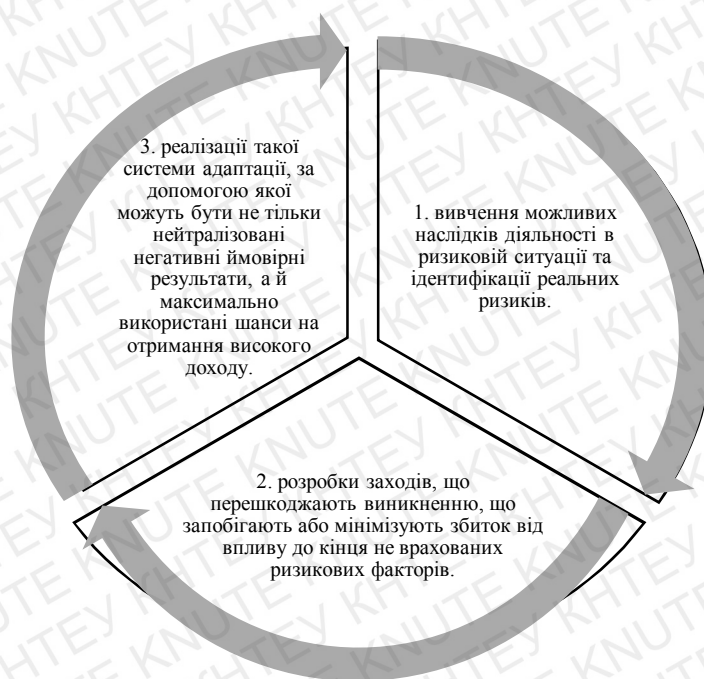 3. реалізації такої
системи адаптації, за
допомогою якої
можуть бути не тільки
нейтралізовані
негативні ймовірні
результати, а й
максимально
використані шанси на
отримання високого
доходу.
1. вивчення можливих
наслідків діяльності в
ризиковій ситуації та
ідентифікації реальних
ризиків.
2. розробки заходів, що
перешкоджають виникненню, що
запобігають або мінімізують збиток від
впливу до кінця не врахованих
ризикових факторів.
KNUTE КНТЕУ